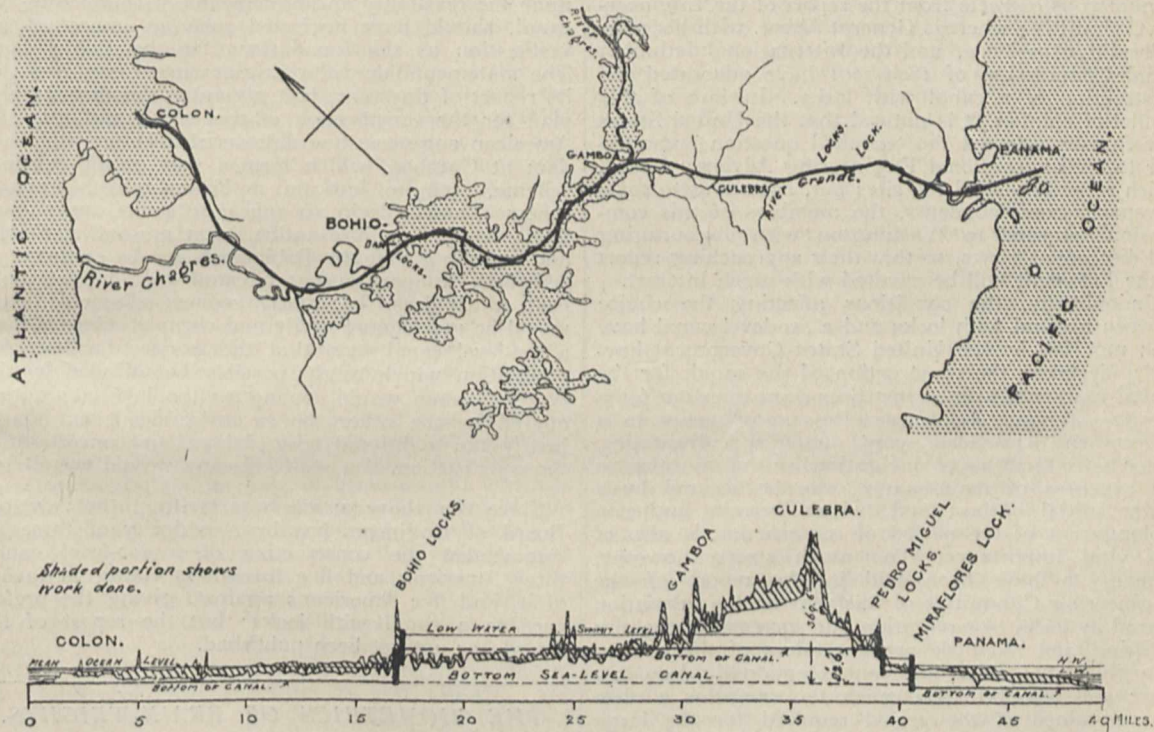 ATLANTIC OCEAN.
COLON.
River Chagres.
River Chagres.
BOHIO.
DAM
LOCKS.
GAMBOA
CULEBRA
River Grande.
LOCKS.
LOCK.
PANAMA
PACIFIC OCEAN.
Shaded portion shows
work done.
COLON.
MEAN OCEAN LEVEL
BOTTOM OF CANAL.
BOHIO LOCKS.
LOW WATER
SUMMIT LEVEL
BOTTOM OF CANAL.
BOTTOM SEA-LEVEL CANAL
GAMBOA
CULEBRA.
PEDRO MIGUEL
LOCKS.
MIRAFLORES LOCK.
PANAMA.
BOTTOM OF CANAL.
0 5 10 15 20 25 30 35 40 45 49 MILES.